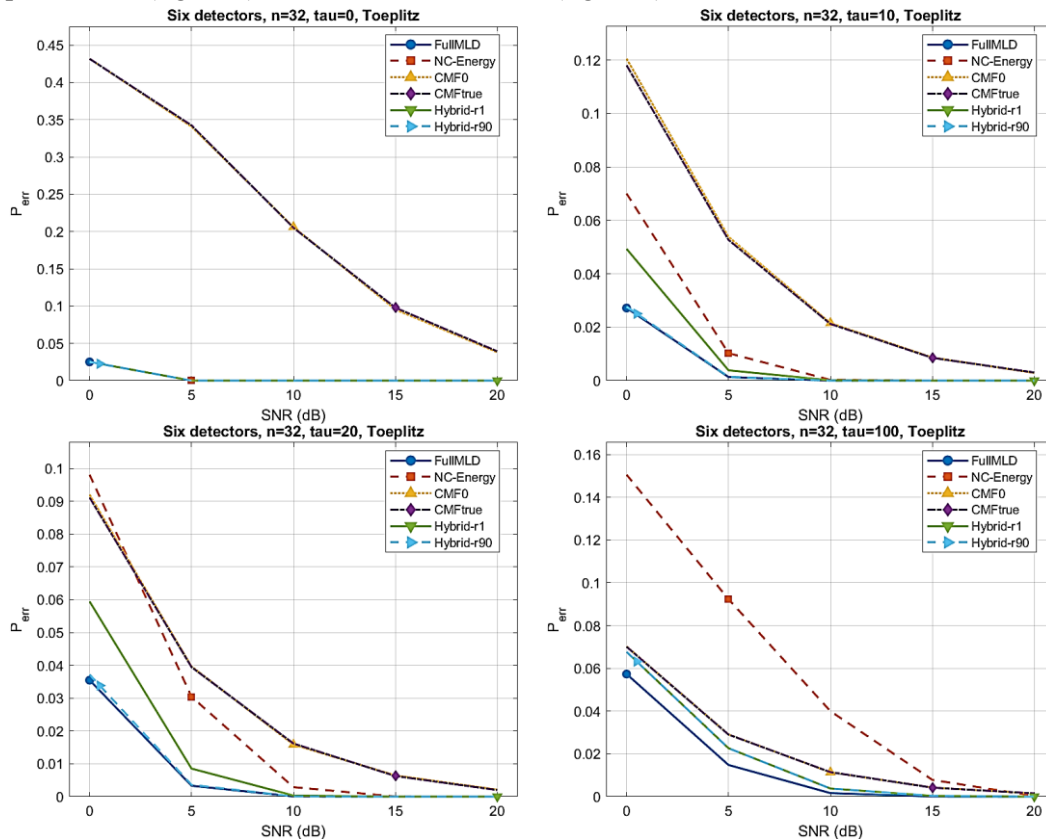 Six detectors, n=32, tau=0, Toeplitz
FullMLD
NC-Energy
CMF0
CMFtrue
Hybrid-r1
Hybrid-r90
0.45
0.4
0.35
0.3
0.25
0.2
0.15
0.1
0.05
0
P_err
0 5 10 15 20
SNR (dB)
Six detectors, n=32, tau=10, Toeplitz
FullMLD
NC-Energy
CMF0
CMFtrue
Hybrid-r1
Hybrid-r90
0.12
0.1
0.08
0.06
0.04
0.02
0
P_err
0 5 10 15 20
SNR (dB)
Six detectors, n=32, tau=20, Toeplitz
FullMLD
NC-Energy
CMF0
CMFtrue
Hybrid-r1
Hybrid-r90
0.1
0.09
0.08
0.07
0.06
0.05
0.04
0.03
0.02
0.01
0
P_err
0 5 10 15 20
SNR (dB)
Six detectors, n=32, tau=100, Toeplitz
FullMLD
NC-Energy
CMF0
CMFtrue
Hybrid-r1
Hybrid-r90
0.16
0.14
0.12
0.1
0.08
0.06
0.04
0.02
0
P_err
0 5 10 15 20
SNR (dB)